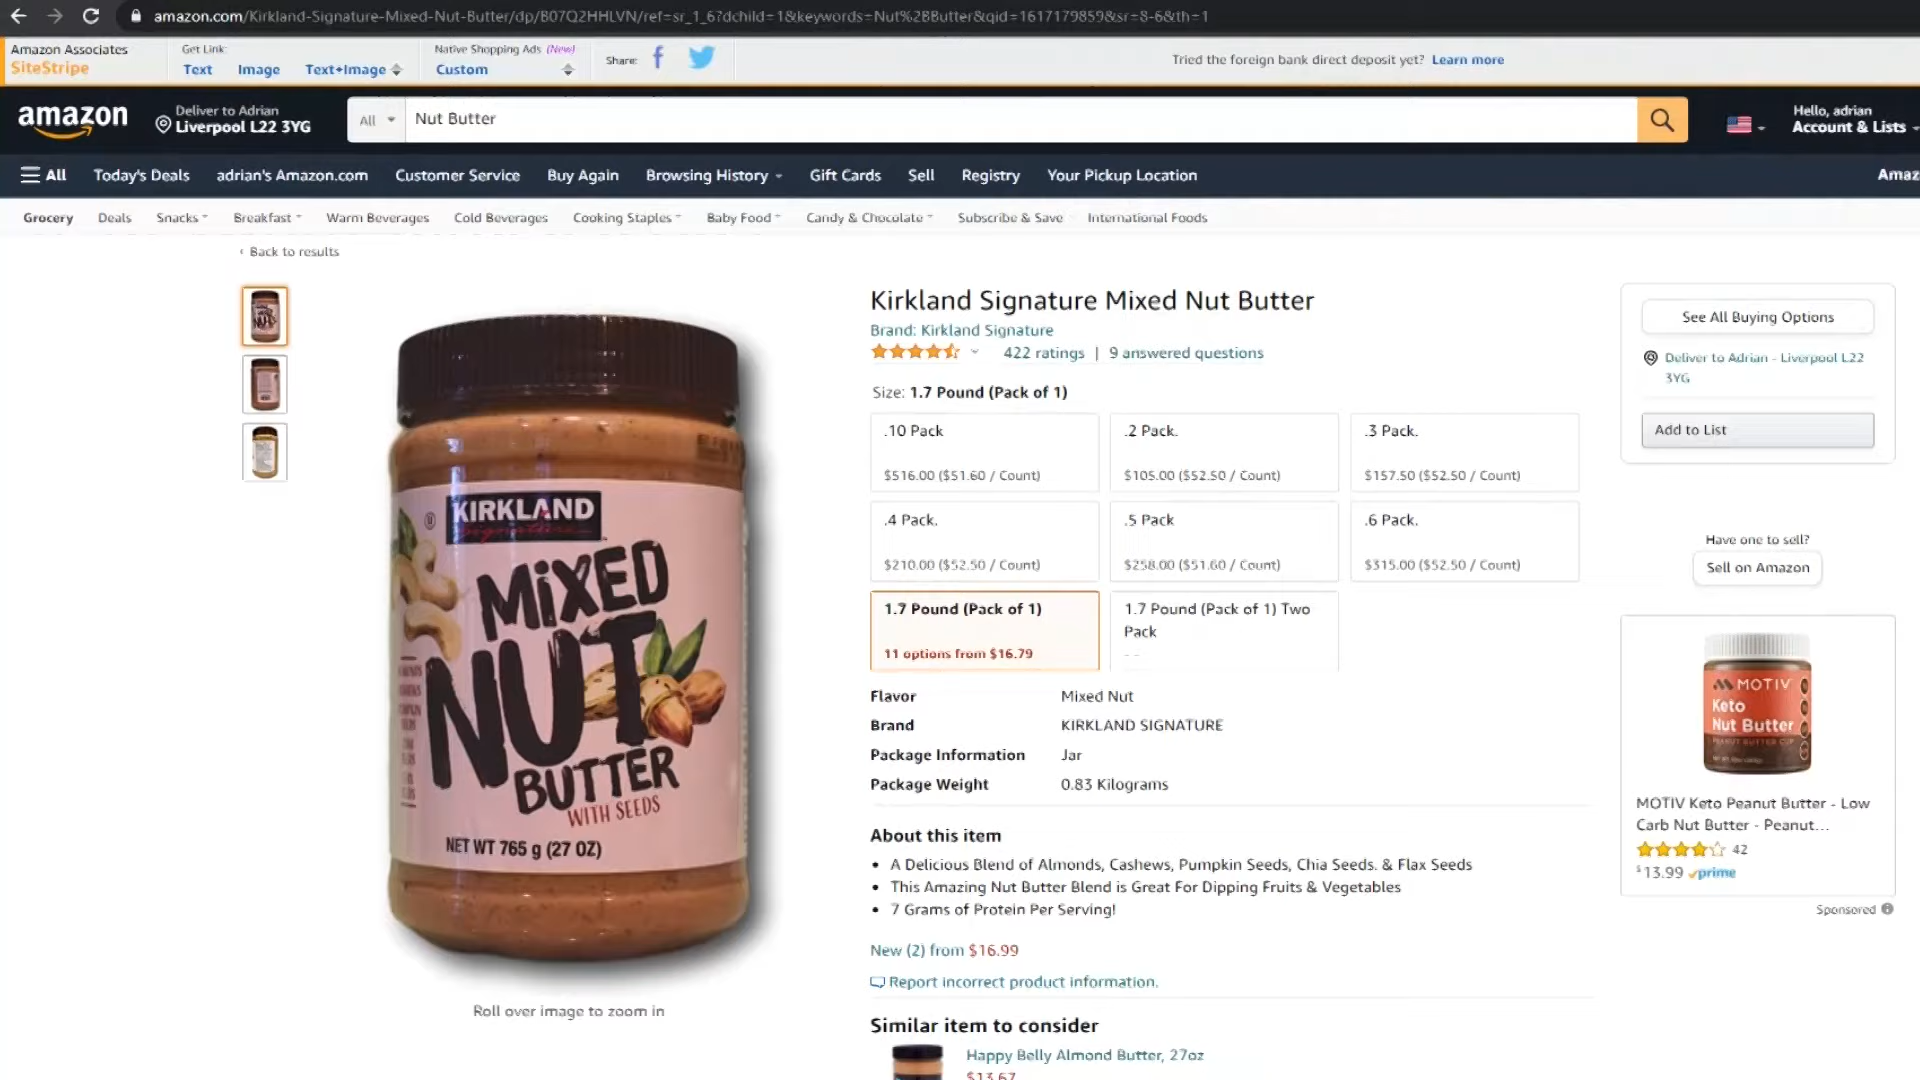 amazon.com/Kirkland-Signature-Mixed-Nut-Butter/dp/B07Q2HHLVN/ref=sr_1_6?dchild=1&keywords=Nut%2BButter&qid=1617179859&sr=8-6&th=1
Amazon Associates
SiteStripe
Get Link:
Text Image Text+Image
Native Shopping Ads (New)
Custom
Share:
Tried the foreign bank direct deposit yet? Learn more
amazon
Deliver to Adrian
Liverpool L22 3YG
All
Nut Butter
Hello, adrian
Account & Lists
All Today's Deals adrian's Amazon.com Customer Service Buy Again Browsing History Gift Cards Sell Registry Your Pickup Location
Amaz
Grocery Deals Snacks Breakfast Warm Beverages Cold Beverages Cooking Staples Baby Food Candy & Chocolate Subscribe & Save International Foods
‹ Back to results
KIRKLAND
Signature
MIXED
NUT
BUTTER
WITH SEEDS
NET WT 765 g (27 OZ)
Roll over image to zoom in
Kirkland Signature Mixed Nut Butter
Brand: Kirkland Signature
422 ratings | 9 answered questions
Size: 1.7 Pound (Pack of 1)
.10 Pack
$516.00 ($51.60 / Count)
.2 Pack.
$105.00 ($52.50 / Count)
.3 Pack.
$157.50 ($52.50 / Count)
.4 Pack.
$210.00 ($52.50 / Count)
.5 Pack
$258.00 ($51.60 / Count)
.6 Pack.
$315.00 ($52.50 / Count)
1.7 Pound (Pack of 1)
11 options from $16.79
1.7 Pound (Pack of 1) Two
Pack
--
Flavor Mixed Nut
Brand KIRKLAND SIGNATURE
Package Information Jar
Package Weight 0.83 Kilograms
About this item
• A Delicious Blend of Almonds, Cashews, Pumpkin Seeds, Chia Seeds. & Flax Seeds
• This Amazing Nut Butter Blend is Great For Dipping Fruits & Vegetables
• 7 Grams of Protein Per Serving!
New (2) from $16.99
Report incorrect product information.
Similar item to consider
Happy Belly Almond Butter, 27oz
$13.67
See All Buying Options
Deliver to Adrian - Liverpool L22
3YG
Add to List
Have one to sell?
Sell on Amazon
MOTIV
Keto
Nut Butter
PEANUT BUTTER CUP
MOTIV Keto Peanut Butter - Low
Carb Nut Butter - Peanut...
42
$13.99 prime
Sponsored